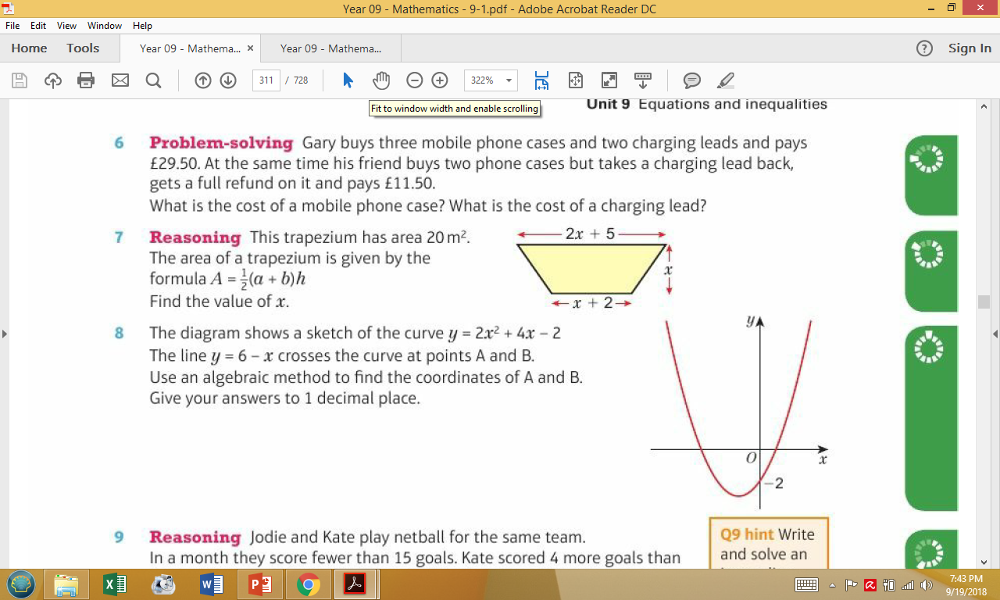 Year 09 - Mathematics - 9-1.pdf - Adobe Acrobat Reader DC
File Edit View Window Help
Home Tools Year 09 - Mathema... × Year 09 - Mathema... ? Sign In
311 / 728 322%
Fit to window width and enable scrolling
Unit 9 Equations and inequalities
6 Problem-solving Gary buys three mobile phone cases and two charging leads and pays
£29.50. At the same time his friend buys two phone cases but takes a charging lead back,
gets a full refund on it and pays £11.50.
What is the cost of a mobile phone case? What is the cost of a charging lead?
7 Reasoning This trapezium has area 20 m².
The area of a trapezium is given by the
formula A = ½(a + b)h
Find the value of x.
2x + 5
x
x + 2
8 The diagram shows a sketch of the curve y = 2x² + 4x – 2
The line y = 6 – x crosses the curve at points A and B.
Use an algebraic method to find the coordinates of A and B.
Give your answers to 1 decimal place.
y
O
x
–2
9 Reasoning Jodie and Kate play netball for the same team.
In a month they score fewer than 15 goals. Kate scored 4 more goals than
Q9 hint Write
and solve an
7:43 PM
9/19/2018